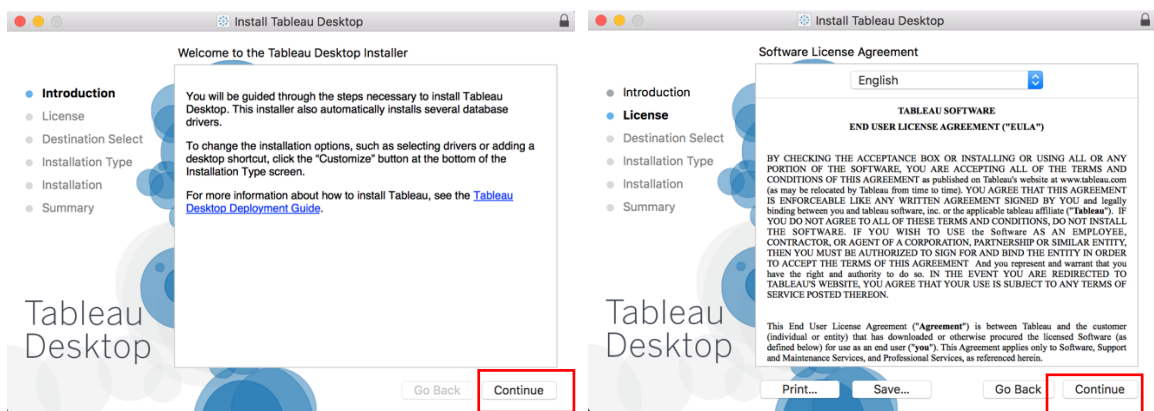 Install Tableau Desktop
Welcome to the Tableau Desktop Installer
Introduction
License
Destination Select
Installation Type
Installation
Summary
You will be guided through the steps necessary to install Tableau
Desktop. This installer also automatically installs several database
drivers.
To change the installation options, such as selecting drivers or adding a
desktop shortcut, click the "Customize" button at the bottom of the
Installation Type screen.
For more information about how to install Tableau, see the Tableau
Desktop Deployment Guide.
Tableau
Desktop
Go Back
Continue
Install Tableau Desktop
Software License Agreement
English
Introduction
License
Destination Select
Installation Type
Installation
Summary
TABLEAU SOFTWARE
END USER LICENSE AGREEMENT ("EULA")
BY CHECKING THE ACCEPTANCE BOX OR INSTALLING OR USING ALL OR ANY
PORTION OF THE SOFTWARE, YOU ARE ACCEPTING ALL OF THE TERMS AND
CONDITIONS OF THIS AGREEMENT as published on Tableau's website at www.tableau.com
(as may be relocated by Tableau from time to time). YOU AGREE THAT THIS AGREEMENT
IS ENFORCEABLE LIKE ANY WRITTEN AGREEMENT SIGNED BY YOU and legally
binding between you and tableau software, inc. or the applicable tableau affiliate ("Tableau"). IF
YOU DO NOT AGREE TO ALL OF THESE TERMS AND CONDITIONS, DO NOT INSTALL
THE SOFTWARE. IF YOU WISH TO USE the Software AS AN EMPLOYEE,
CONTRACTOR, OR AGENT OF A CORPORATION, PARTNERSHIP OR SIMILAR ENTITY,
THEN YOU MUST BE AUTHORIZED TO SIGN FOR AND BIND THE ENTITY IN ORDER
TO ACCEPT THE TERMS OF THIS AGREEMENT And you represent and warrant that you
have the right and authority to do so. IN THE EVENT YOU ARE REDIRECTED TO
TABLEAU'S WEBSITE, YOU AGREE THAT YOUR USE IS SUBJECT TO ANY TERMS OF
SERVICE POSTED THEREON.
This End User License Agreement ("Agreement") is between Tableau and the customer
(individual or entity) that has downloaded or otherwise procured the licensed Software (as
defined below) for use as an end user ("you"). This Agreement applies only to Software, Support
and Maintenance Services, and Professional Services, as referenced herein.
Tableau
Desktop
Print...
Save...
Go Back
Continue